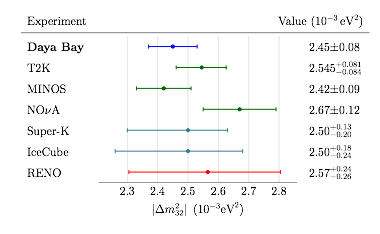 Experiment Value (10⁻³ eV²)
Daya Bay 2.45±0.08
T2K 2.545+0.081−0.084
MINOS 2.42±0.09
NOνA 2.67±0.12
Super-K 2.50+0.13−0.20
IceCube 2.50+0.18−0.24
RENO 2.57+0.24−0.26
2.3 2.4 2.5 2.6 2.7 2.8
|Δm²₃₂| (10⁻³eV²)